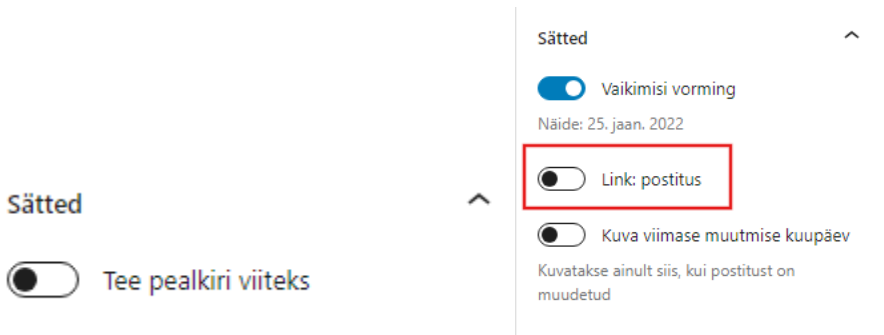 Sätted
Tee pealkiri viiteks
Sätted
Vaikimisi vorming
Näide: 25. jaan. 2022
Link: postitus
Kuva viimase muutmise kuupäev
Kuvatakse ainult siis, kui postitust on
muudetud